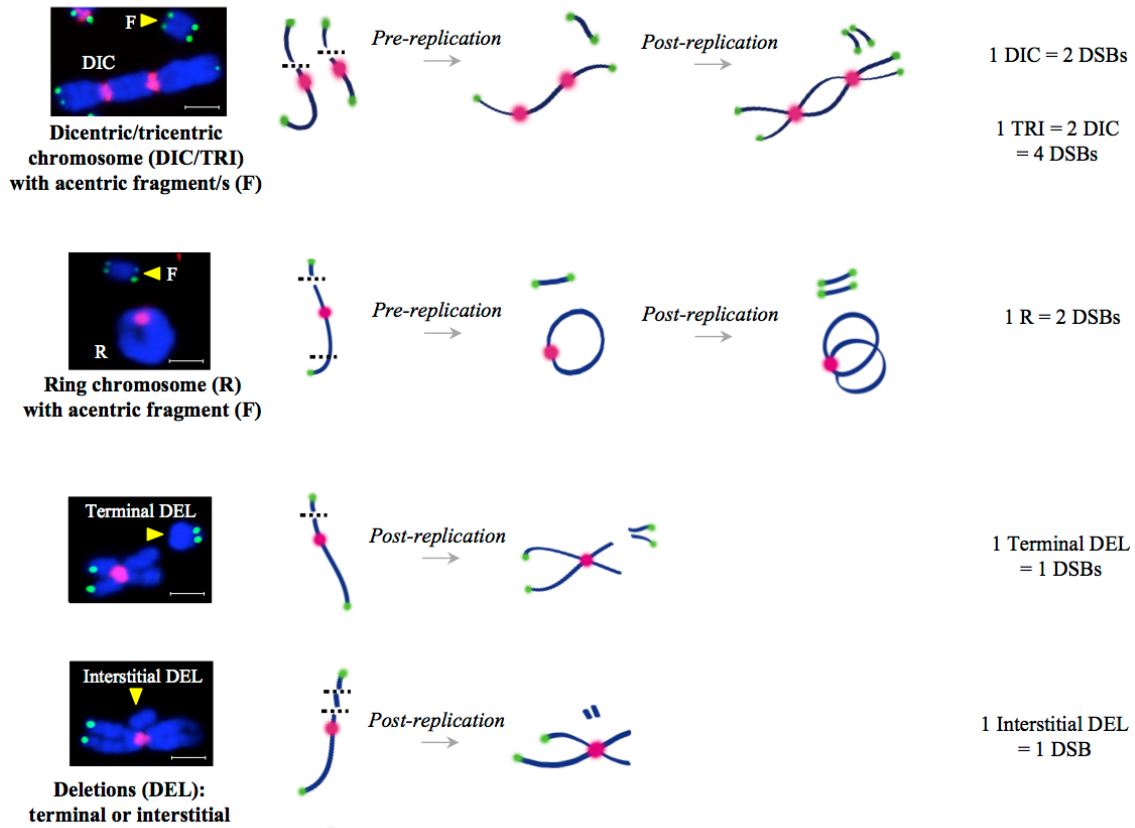 F
DIC
Pre-replication
Post-replication
1 DIC = 2 DSBs
1 TRI = 2 DIC
= 4 DSBs
Dicentric/tricentric
chromosome (DIC/TRI)
with acentric fragment/s (F)
F
R
Pre-replication
Post-replication
1 R = 2 DSBs
Ring chromosome (R)
with acentric fragment (F)
Terminal DEL
Post-replication
1 Terminal DEL
= 1 DSBs
Interstitial DEL
Post-replication
1 Interstitial DEL
= 1 DSB
Deletions (DEL):
terminal or interstitial